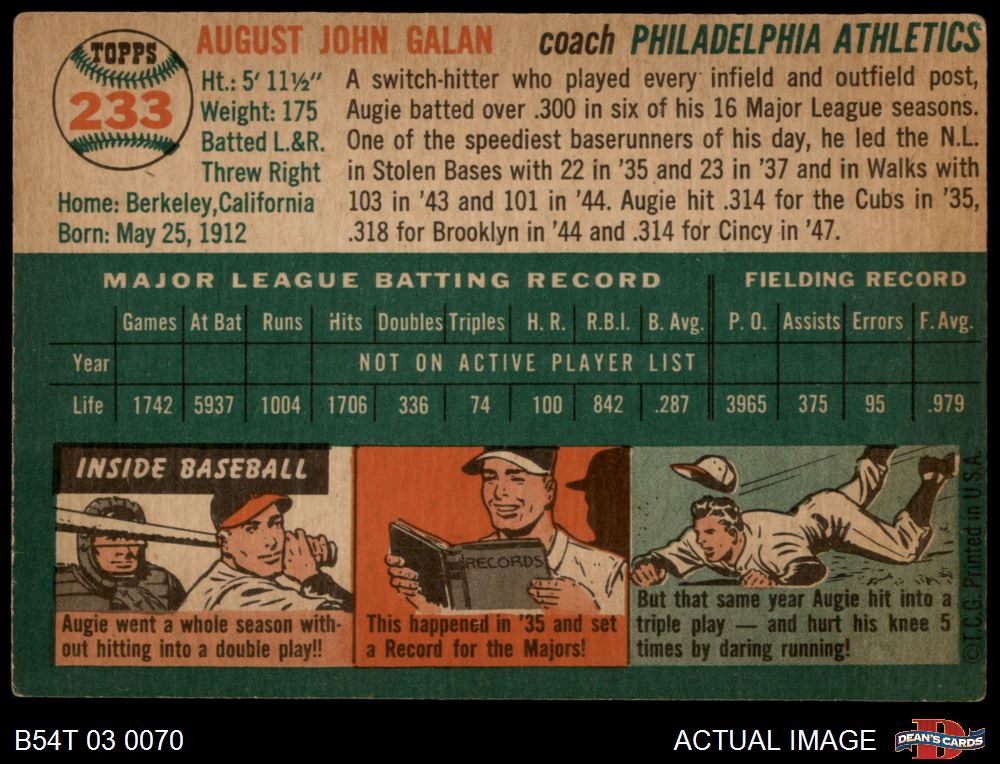 TOPPS
233
AUGUST JOHN GALAN coach PHILADELPHIA ATHLETICS
Ht.: 5' 11½"
Weight: 175
Batted L.&R.
Threw Right
Home: Berkeley,California
Born: May 25, 1912
A switch-hitter who played every infield and outfield post,
Augie batted over .300 in six of his 16 Major League seasons.
One of the speediest baserunners of his day, he led the N.L.
in Stolen Bases with 22 in '35 and 23 in '37 and in Walks with
103 in '43 and 101 in '44. Augie hit .314 for the Cubs in '35,
.318 for Brooklyn in '44 and .314 for Cincy in '47.
MAJOR LEAGUE BATTING RECORD FIELDING RECORD
Games At Bat Runs Hits Doubles Triples H. R. R.B.I. B. Avg. P. O. Assists Errors F. Avg.
Year NOT ON ACTIVE PLAYER LIST
Life 1742 5937 1004 1706 336 74 100 842 .287 3965 375 95 .979
INSIDE BASEBALL
Augie went a whole season with-
out hitting into a double play!!
RECORDS
This happened in '35 and set
a Record for the Majors!
But that same year Augie hit into a
triple play — and hurt his knee 5
times by daring running!
©T.C.G. Printed in U.S.A.
B54T 03 0070
ACTUAL IMAGE
DEAN'S CARDS